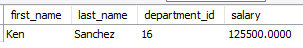 first_name last_name department_id salary
Ken Sanchez 16 125500.0000